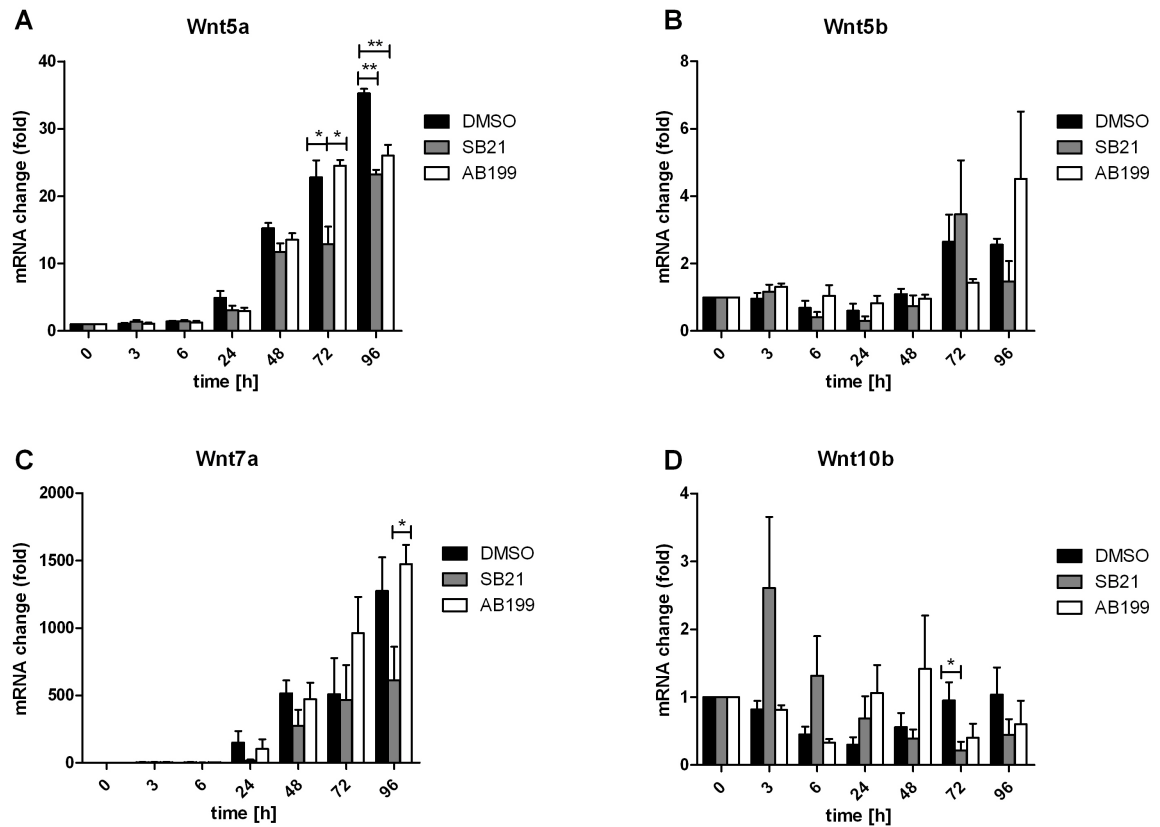 A
Wnt5a
mRNA change (fold)
40
30
20
10
0
** 
**
* *
0 3 6 24 48 72 96
time [h]
DMSO
SB21
AB199
B
Wnt5b
mRNA change (fold)
8
6
4
2
0
0 3 6 24 48 72 96
time [h]
DMSO
SB21
AB199
C
Wnt7a
mRNA change (fold)
2000
1500
1000
500
0
*
0 3 6 24 48 72 96
time [h]
DMSO
SB21
AB199
D
Wnt10b
mRNA change (fold)
4
3
2
1
0
*
0 3 6 24 48 72 96
time [h]
DMSO
SB21
AB199